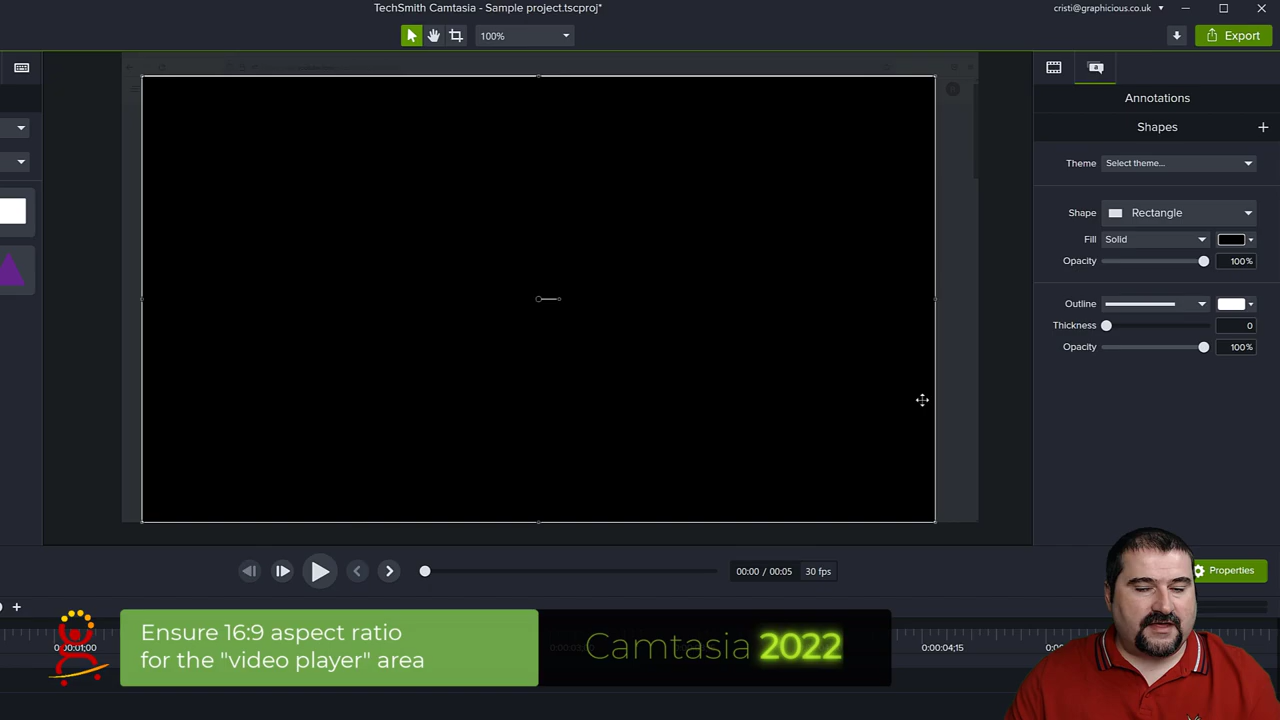 TechSmith Camtasia - Sample project.tscproj*
cristi@graphicious.co.uk
100%
Export
Annotations
Shapes
Theme
Select theme...
Shape
Rectangle
Fill
Solid
Opacity
100%
Outline
Thickness
0
Opacity
100%
00:00 / 00:05
30 fps
Properties
0:00:01;00
0:00:04;15
Ensure 16:9 aspect ratio
for the "video player" area
Camtasia 2022